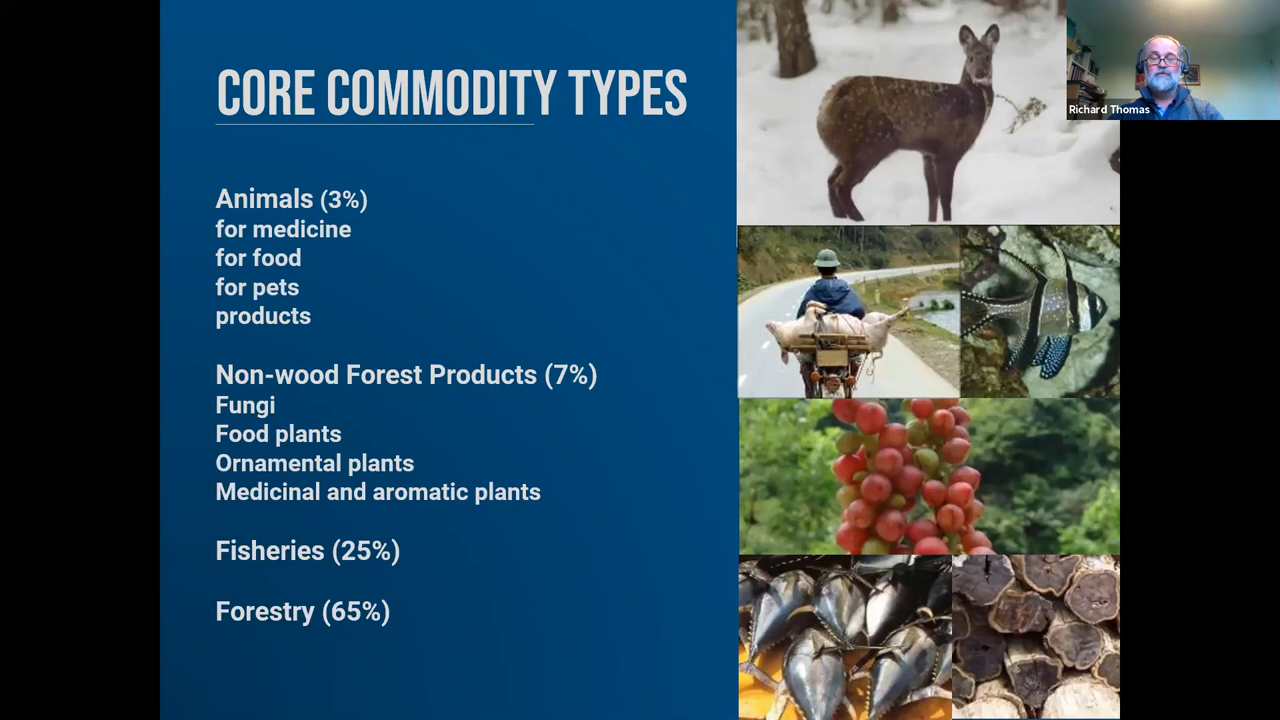 CORE COMMODITY TYPES
Animals (3%)
for medicine
for food
for pets
products
Non-wood Forest Products (7%)
Fungi
Food plants
Ornamental plants
Medicinal and aromatic plants
Fisheries (25%)
Forestry (65%)
Richard Thomas